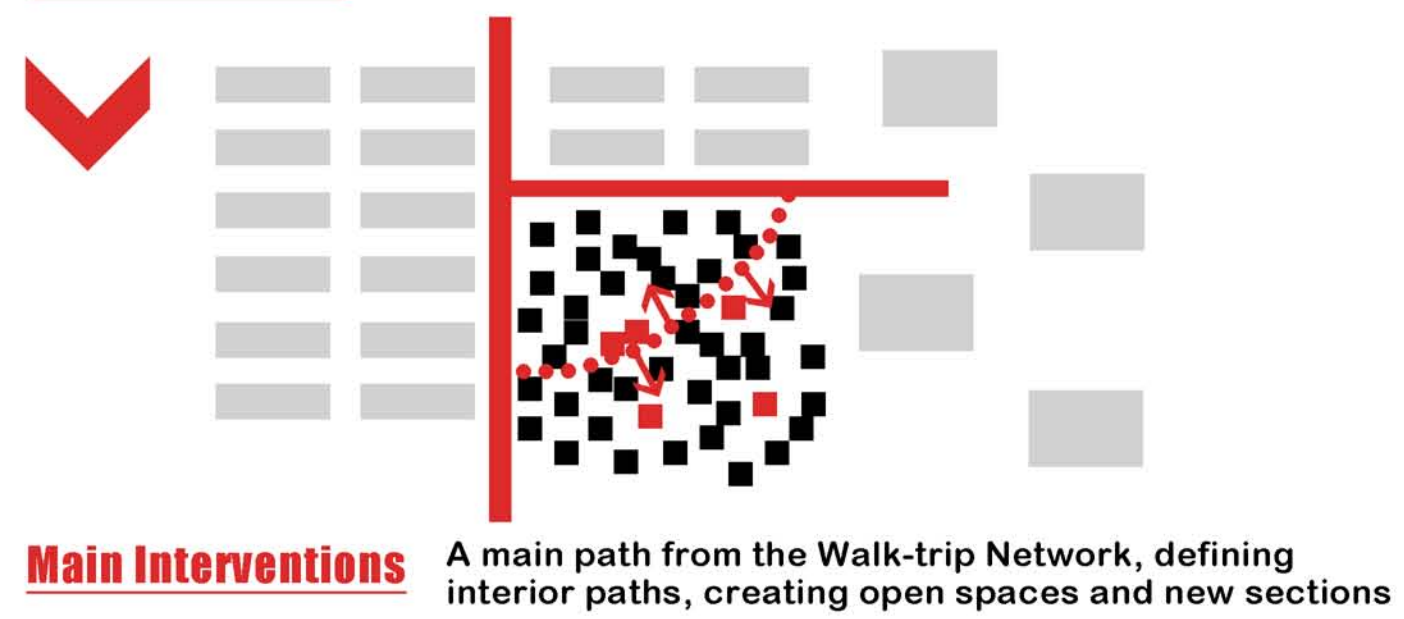 Main Interventions
A main path from the Walk-trip Network, defining
interior paths, creating open spaces and new sections